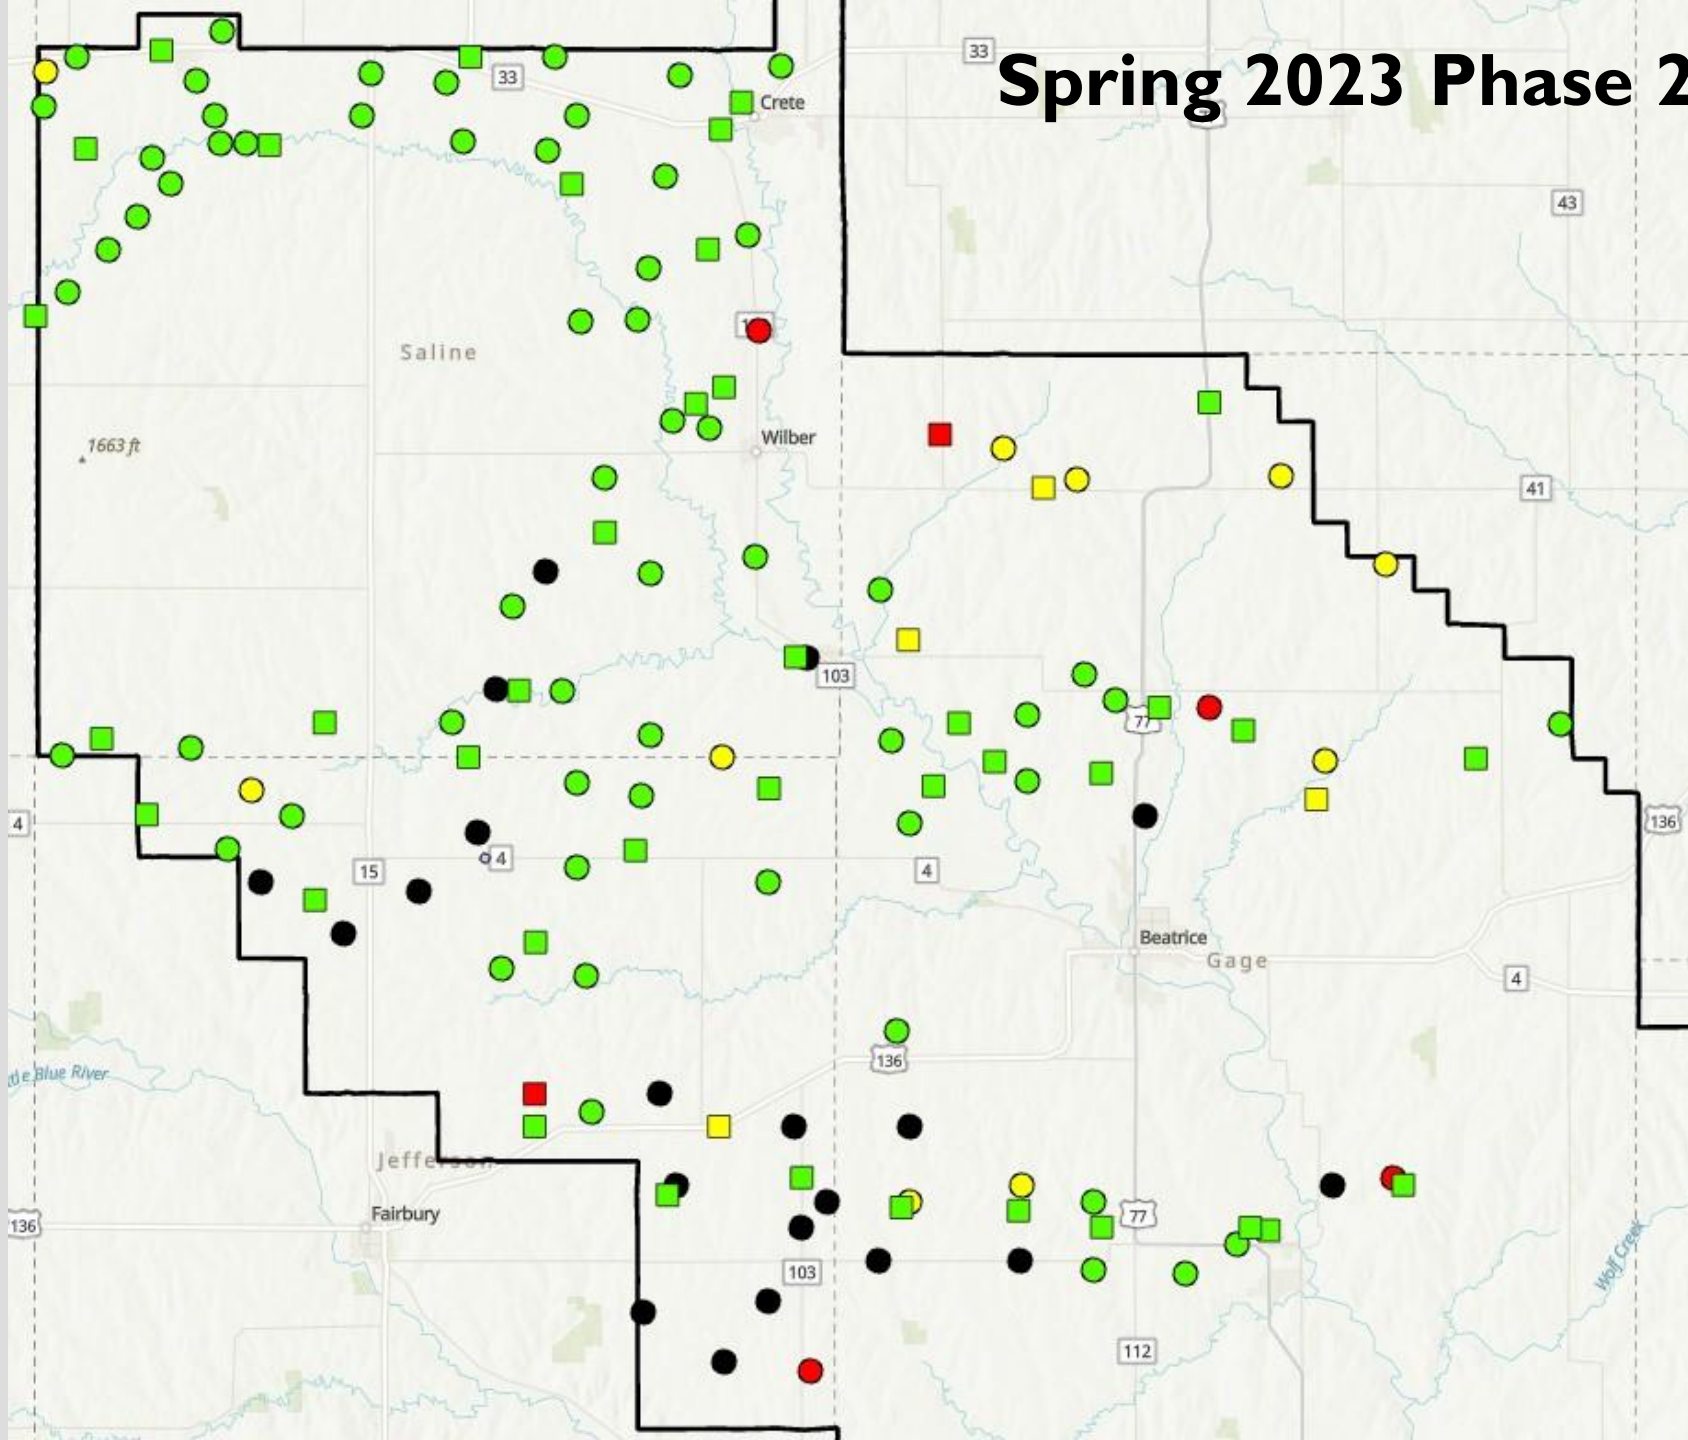 Spring 2023 Phase 2
33
33
Crete
43
Saline
1663 ft
Wilber
41
103
77
4
4
15
4
136
Beatrice
Gage
4
136
Blue River
Jefferson
Fairbury
136
77
103
Wolf Creek
112